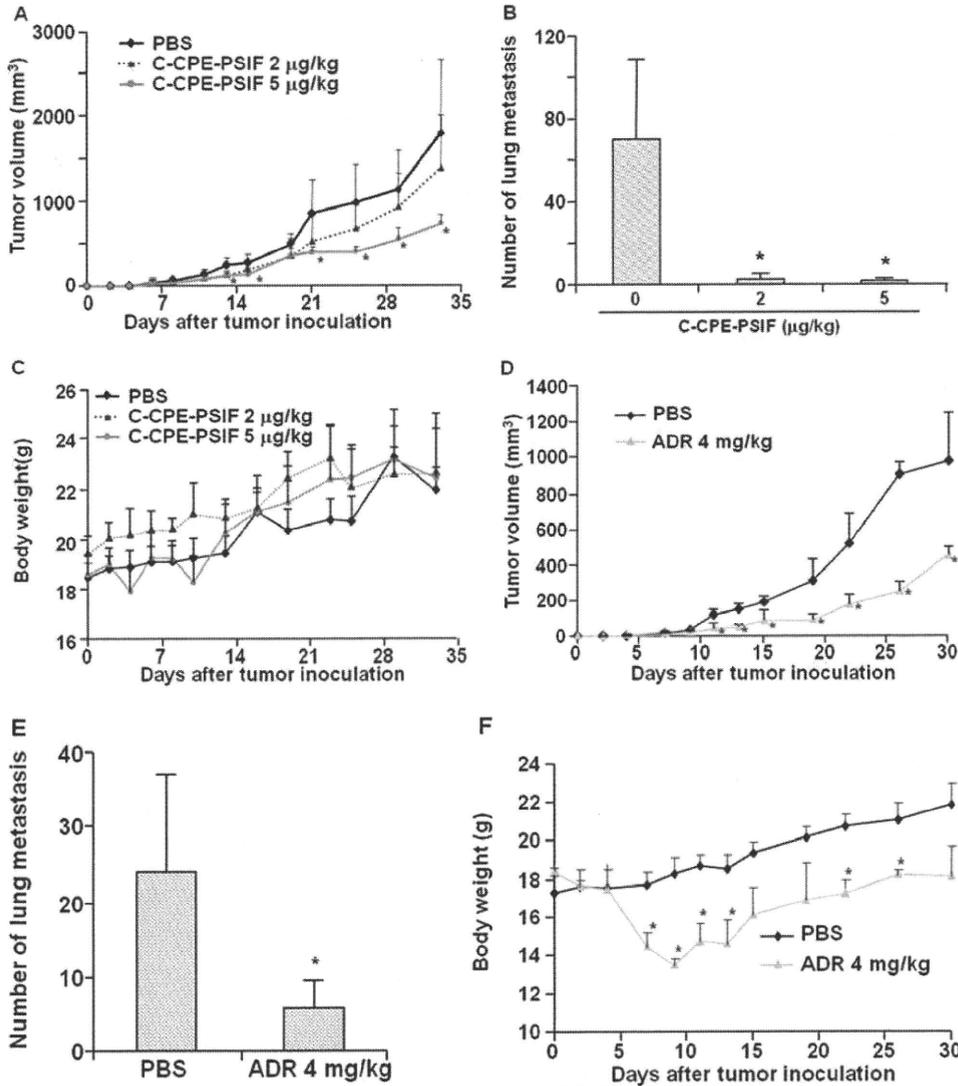 A
3000
2000
1000
0
Tumor volume (mm³)
PBS
C-CPE-PSIF 2 µg/kg
C-CPE-PSIF 5 µg/kg
* * * * * *
0 7 14 21 28 35
Days after tumor inoculation
B
120
80
40
0
Number of lung metastasis
* *
0 2 5
C-CPE-PSIF (µg/kg)
C
26
24
22
20
18
16
Body weight(g)
PBS
C-CPE-PSIF 2 µg/kg
C-CPE-PSIF 5 µg/kg
0 7 14 21 28 35
Days after tumor inoculation
D
1400
1200
1000
800
600
400
200
0
Tumor volume (mm³)
PBS
ADR 4 mg/kg
* * * * * * *
0 5 10 15 20 25 30
Days after tumor inoculation
E
40
30
20
10
0
Number of lung metastasis
*
PBS ADR 4 mg/kg
F
24
22
20
18
16
14
12
10
Body weight (g)
* * * * * *
PBS
ADR 4 mg/kg
0 5 10 15 20 25 30
Days after tumor inoculation